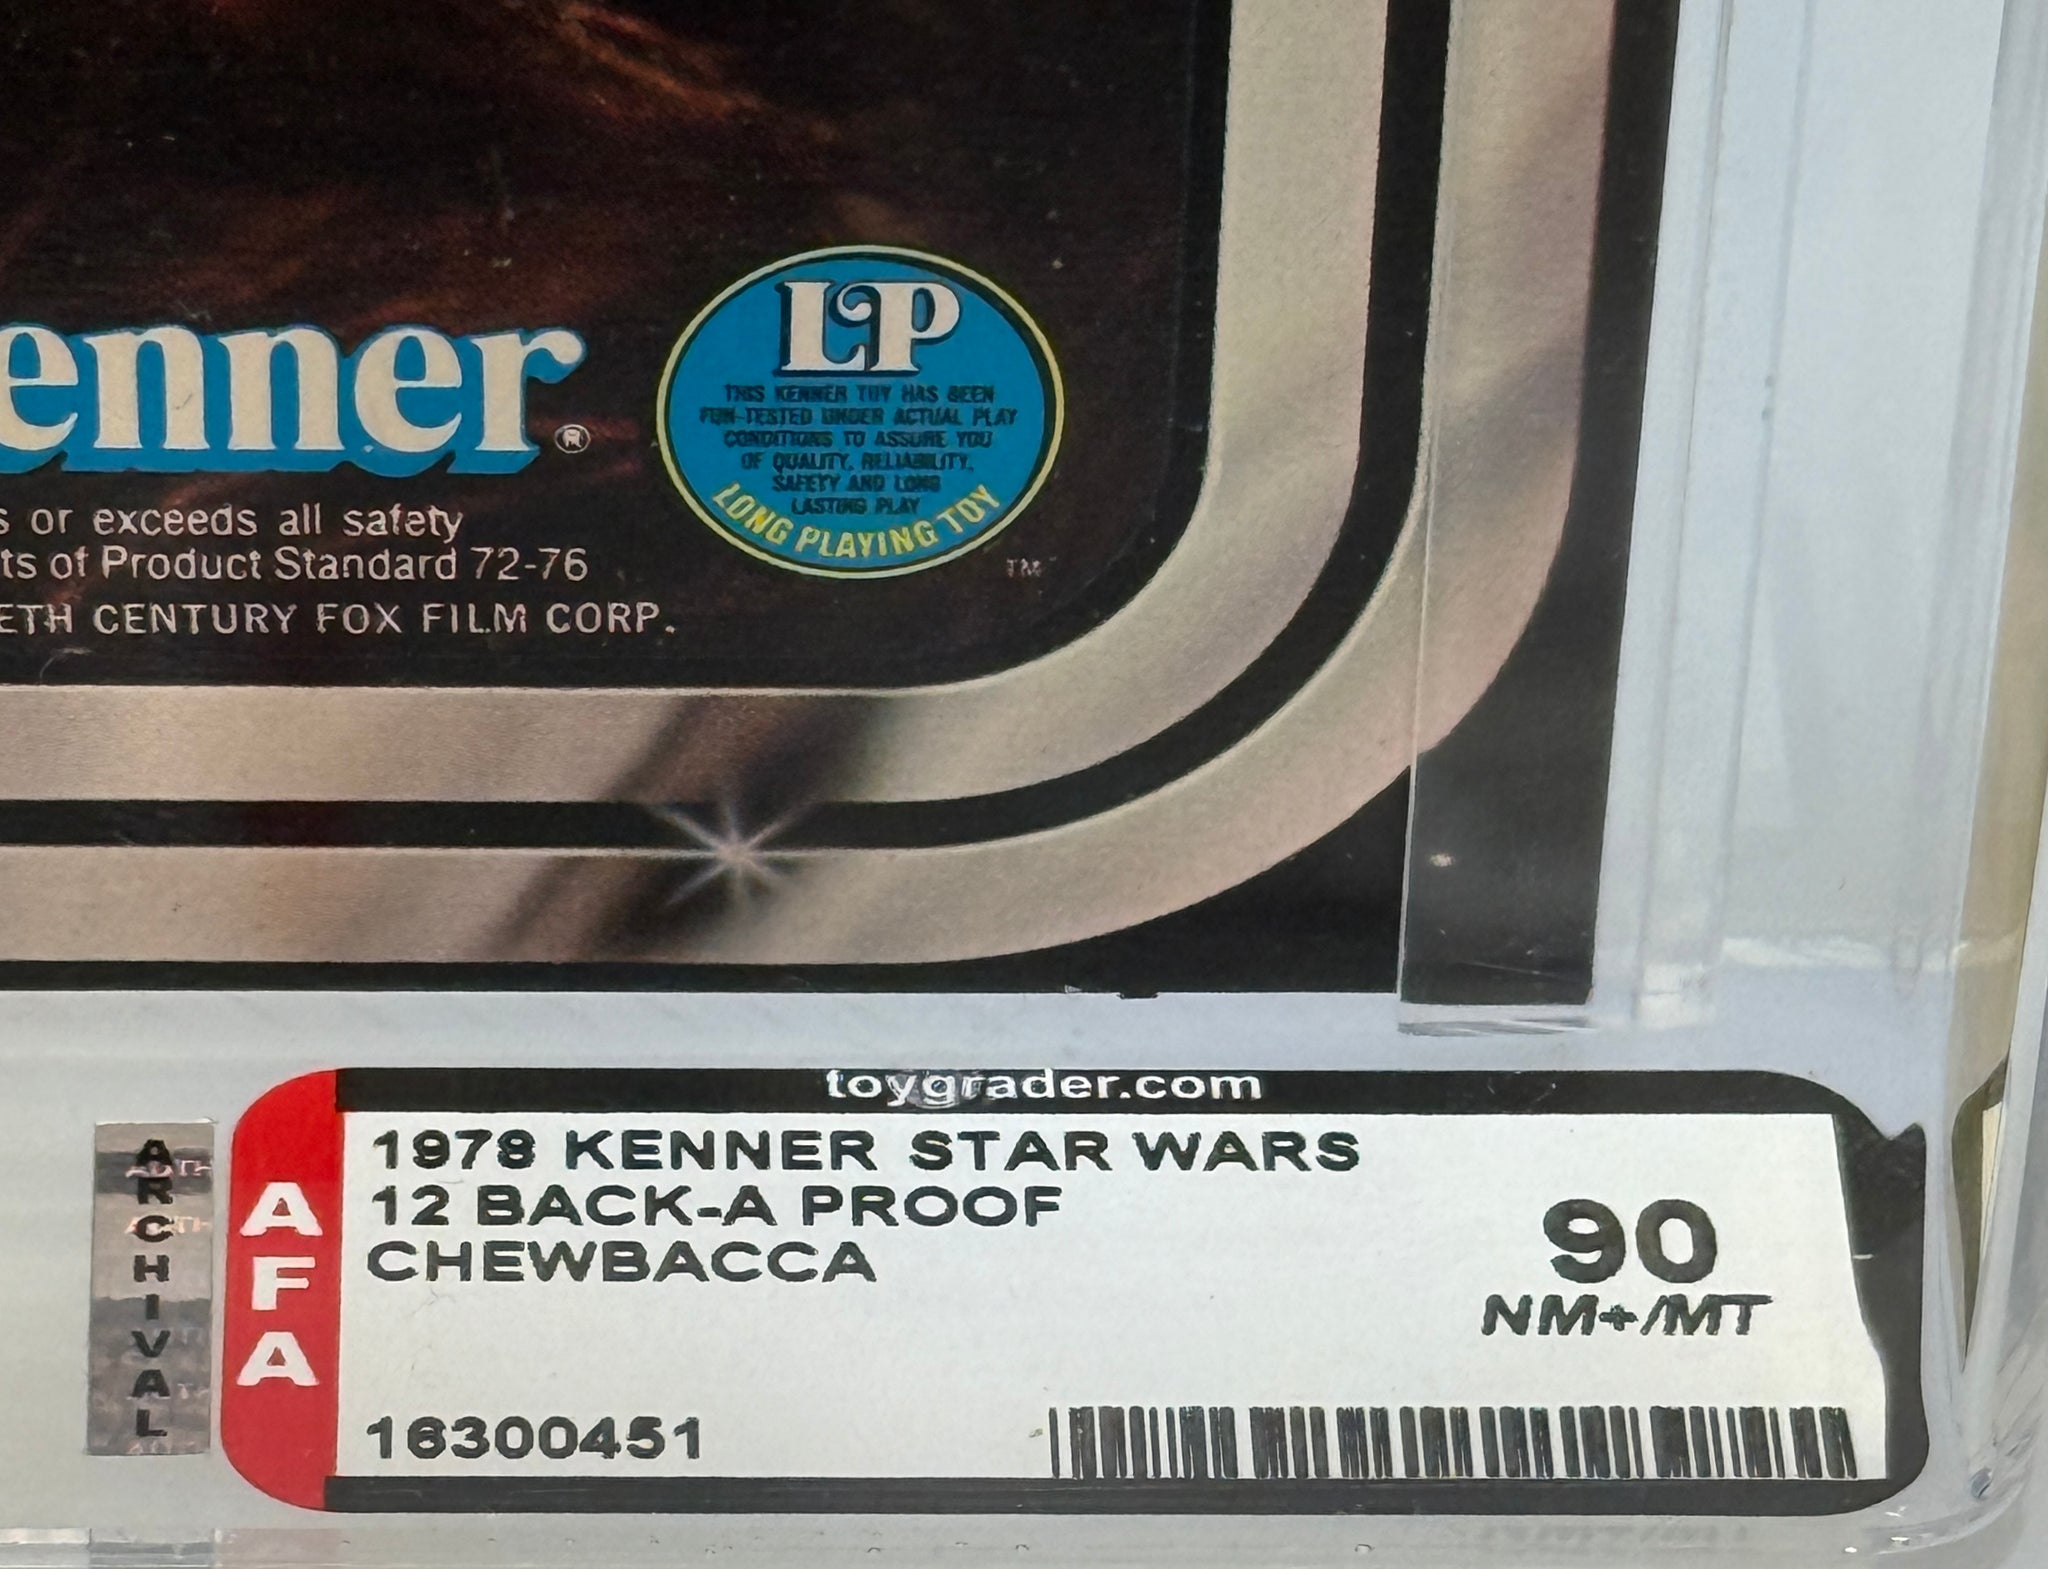 enner®
s or exceeds all safety
ts of Product Standard 72-76
ETH CENTURY FOX FILM CORP.
LP
THIS KENNER TOY HAS BEEN
FUN-TESTED UNDER ACTUAL PLAY
CONDITIONS TO ASSURE YOU
OF QUALITY, RELIABILITY,
SAFETY AND LONG
LASTING PLAY
LONG PLAYING TOY
TM
toygrader.com
ARCHIVAL
AFA
1978 KENNER STAR WARS
12 BACK-A PROOF
CHEWBACCA
90
NM+/MT
16300451